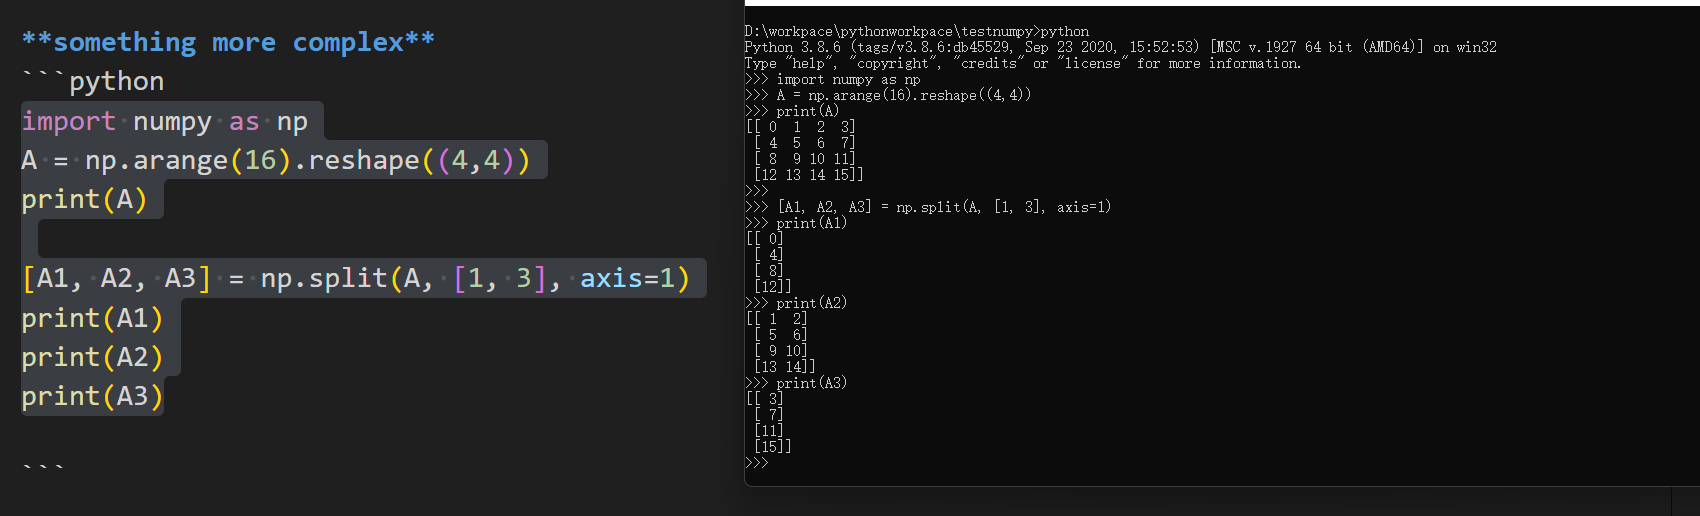 **something more complex**
```python
import numpy as np
A = np.arange(16).reshape((4,4))
print(A)
[A1, A2, A3] = np.split(A, [1, 3], axis=1)
print(A1)
print(A2)
print(A3)
```
D:\workpace\pythonworkpace\testnumpy>python
Python 3.8.6 (tags/v3.8.6:db45529, Sep 23 2020, 15:52:53) [MSC v.1927 64 bit (AMD64)] on win32
Type "help", "copyright", "credits" or "license" for more information.
>>> import numpy as np
>>> A = np.arange(16).reshape((4,4))
>>> print(A)
[[ 0  1  2  3]
 [ 4  5  6  7]
 [ 8  9 10 11]
 [12 13 14 15]]
>>>
>>> [A1, A2, A3] = np.split(A, [1, 3], axis=1)
>>> print(A1)
[[ 0]
 [ 4]
 [ 8]
 [12]]
>>> print(A2)
[[ 1  2]
 [ 5  6]
 [ 9 10]
 [13 14]]
>>> print(A3)
[[ 3]
 [ 7]
 [11]
 [15]]
>>>